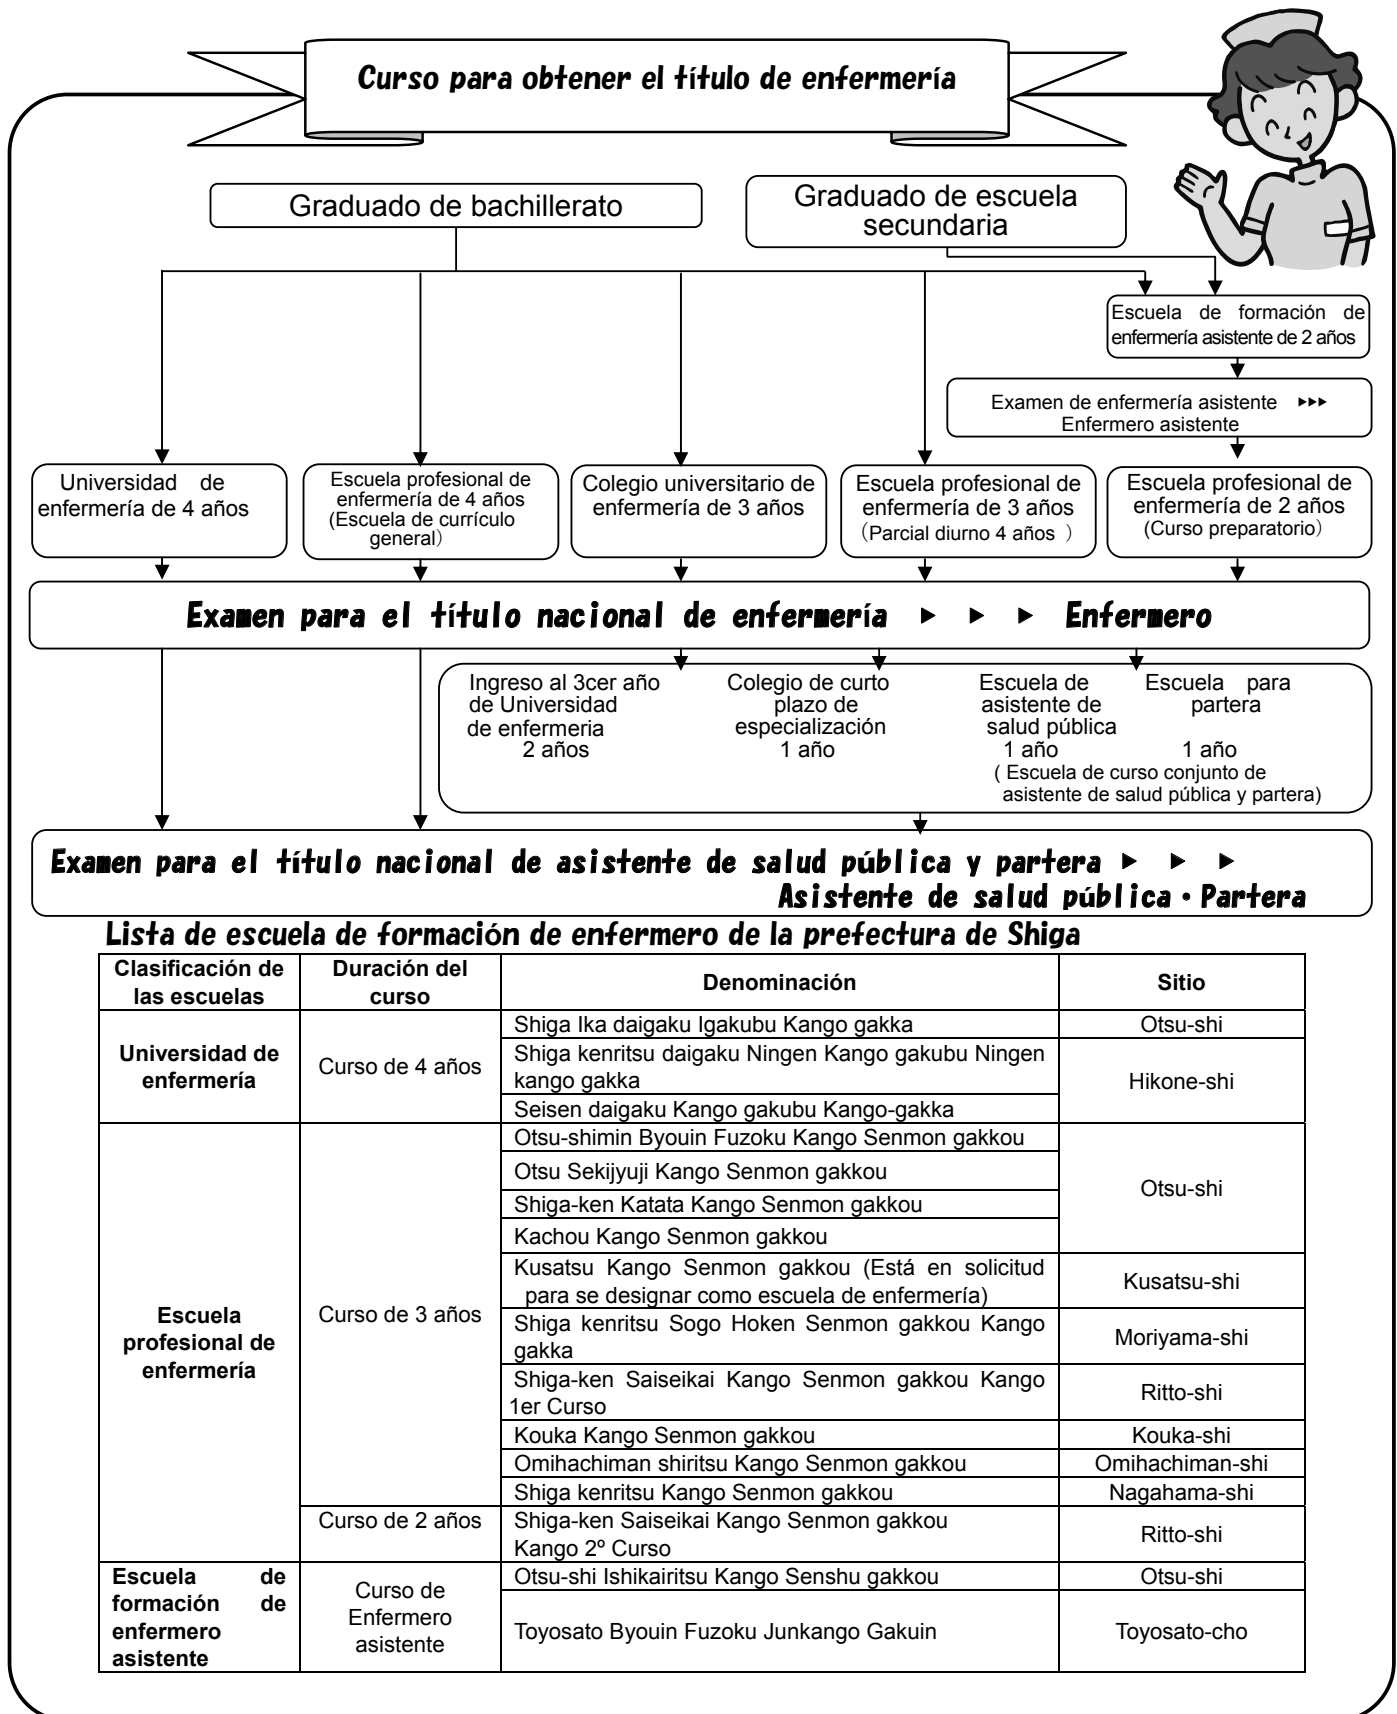 Curso para obtener el título de enfermería
Graduado de bachillerato
Graduado de escuela
secundaria
Escuela de formación de
enfermería asistente de 2 años
Examen de enfermería asistente ▶▶▶
Enfermero asistente
Universidad de
enfermería de 4 años
Escuela profesional de
enfermería de 4 años
(Escuela de currículo
general)
Colegio universitario de
enfermería de 3 años
Escuela profesional de
enfermería de 3 años
(Parcial diurno 4 años )
Escuela profesional de
enfermería de 2 años
(Curso preparatorio)
Examen para el título nacional de enfermería ▶ ▶ ▶ Enfermero
Ingreso al 3cer año
de Universidad
de enfermeria
2 años
Colegio de curto
plazo de
especialización
1 año
Escuela de
asistente de
salud pública
1 año
Escuela para
partera
1 año
( Escuela de curso conjunto de
asistente de salud pública y partera)
Examen para el título nacional de asistente de salud pública y partera ▶ ▶ ▶
Asistente de salud pública・Partera
Lista de escuela de formación de enfermero de la prefectura de Shiga
Clasificación de
las escuelas
Duración del
curso
Denominación
Sitio
Universidad de
enfermería
Curso de 4 años
Shiga Ika daigaku Igakubu Kango gakka
Otsu-shi
Shiga kenritsu daigaku Ningen Kango gakubu Ningen
kango gakka
Hikone-shi
Seisen daigaku Kango gakubu Kango-gakka
Escuela
profesional de
enfermería
Curso de 3 años
Otsu-shimin Byouin Fuzoku Kango Senmon gakkou
Otsu Sekijyuji Kango Senmon gakkou
Otsu-shi
Shiga-ken Katata Kango Senmon gakkou
Kachou Kango Senmon gakkou
Kusatsu Kango Senmon gakkou (Está en solicitud
para se designar como escuela de enfermería)
Kusatsu-shi
Shiga kenritsu Sogo Hoken Senmon gakkou Kango
gakka
Moriyama-shi
Shiga-ken Saiseikai Kango Senmon gakkou Kango
1er Curso
Ritto-shi
Kouka Kango Senmon gakkou
Kouka-shi
Omihachiman shiritsu Kango Senmon gakkou
Omihachiman-shi
Shiga kenritsu Kango Senmon gakkou
Nagahama-shi
Curso de 2 años
Shiga-ken Saiseikai Kango Senmon gakkou
Kango 2º Curso
Ritto-shi
Escuela de
formación de
enfermero
asistente
Curso de
Enfermero
asistente
Otsu-shi Ishikairitsu Kango Senshu gakkou
Otsu-shi
Toyosato Byouin Fuzoku Junkango Gakuin
Toyosato-cho